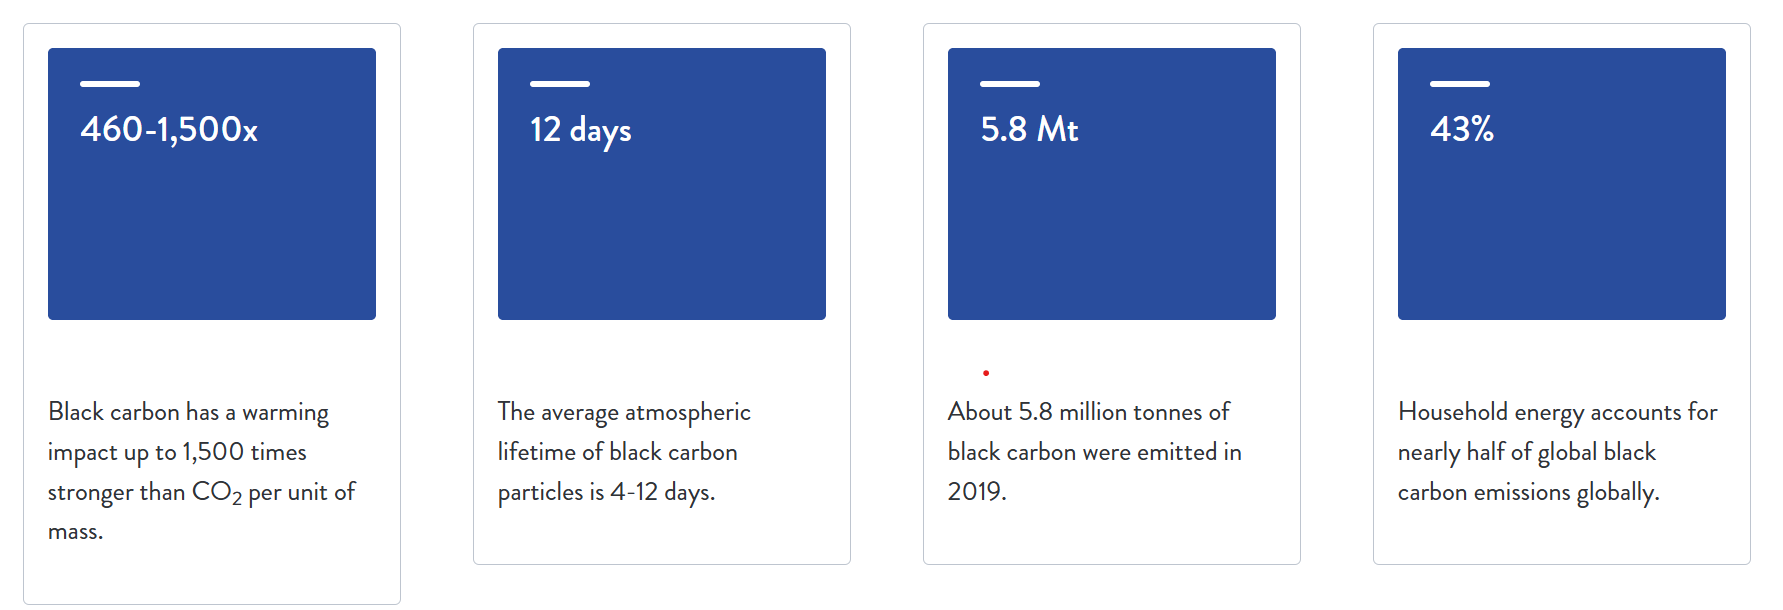 460-1,500x
Black carbon has a warming
impact up to 1,500 times
stronger than CO₂ per unit of
mass.
12 days
The average atmospheric
lifetime of black carbon
particles is 4-12 days.
5.8 Mt
About 5.8 million tonnes of
black carbon were emitted in
2019.
43%
Household energy accounts for
nearly half of global black
carbon emissions globally.